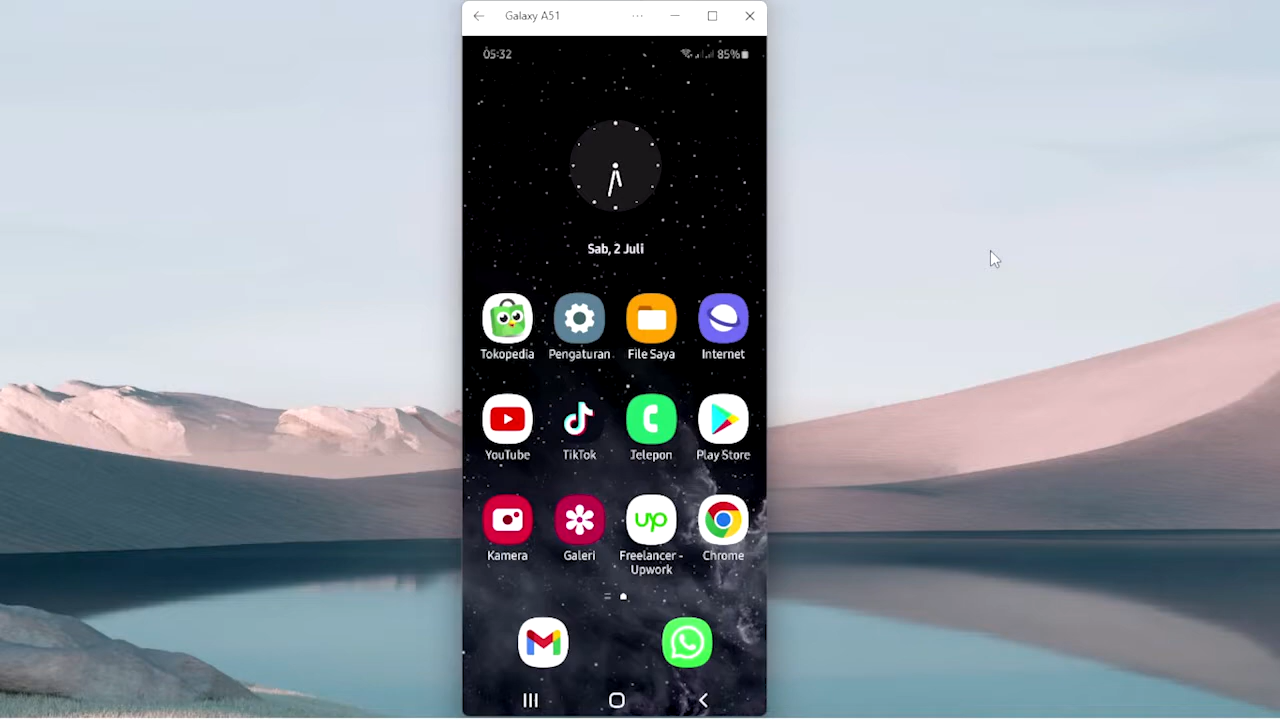 Galaxy A51
05:32
85%
Sab, 2 Juli
Tokopedia
Pengaturan
File Saya
Internet
YouTube
TikTok
Telepon
Play Store
Kamera
Galeri
up
Freelancer -
Upwork
Chrome